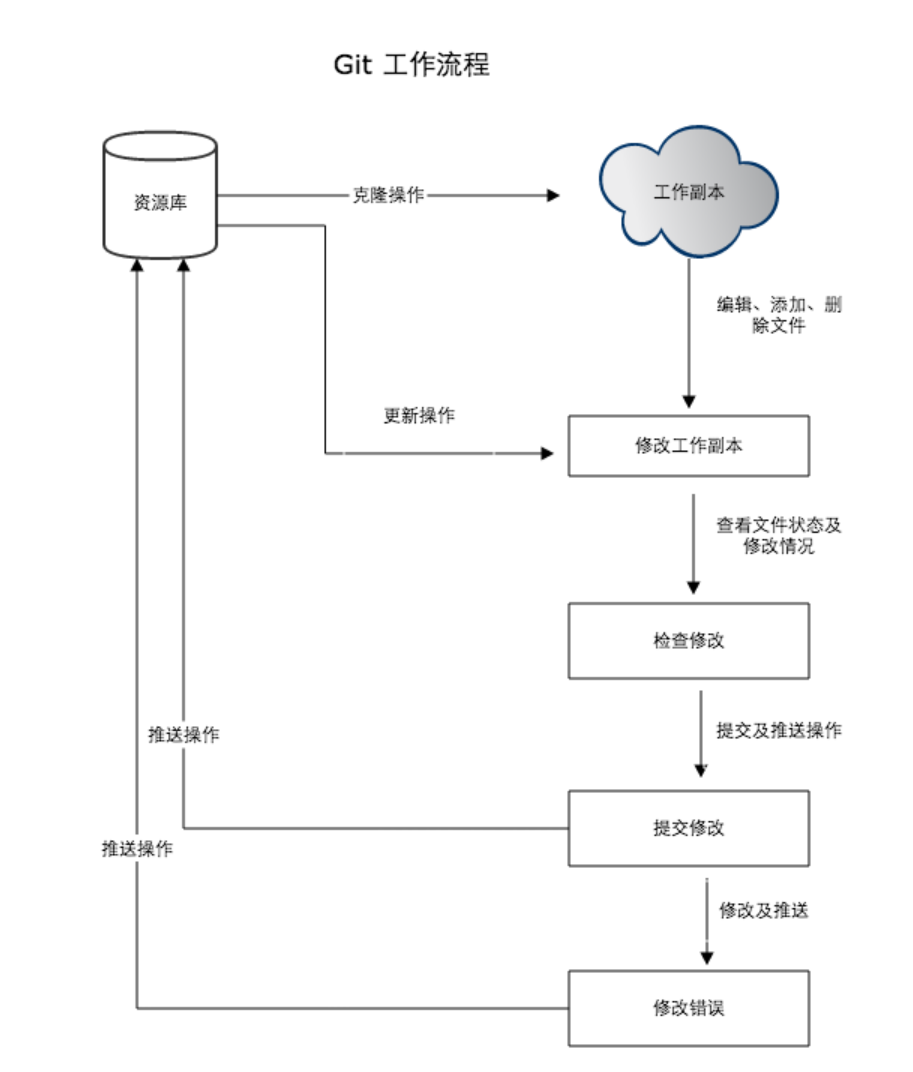 Git 工作流程
资源库
克隆操作
工作副本
编辑、添加、删
除文件
更新操作
修改工作副本
查看文件状态及
修改情况
检查修改
推送操作
提交及推送操作
提交修改
推送操作
修改及推送
修改错误